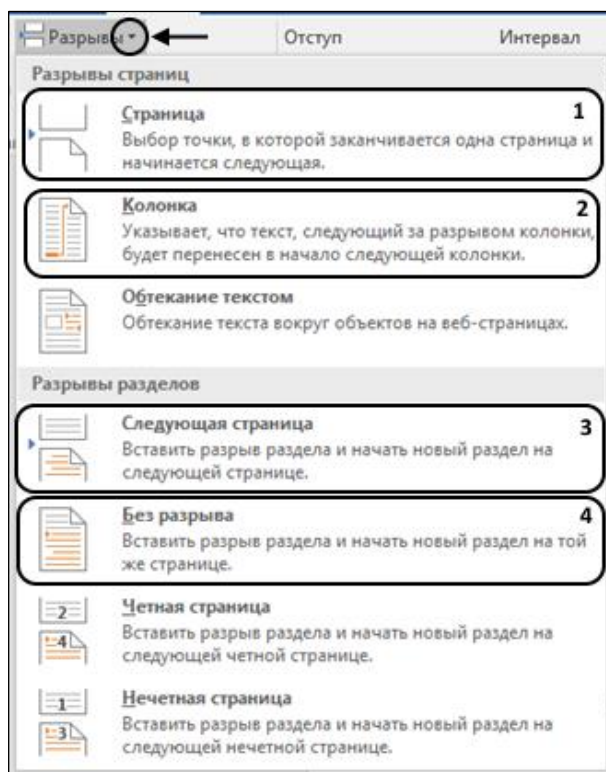 Разрывы Отступ Интервал
Разрывы страниц
Страница 1
Выбор точки, в которой заканчивается одна страница и
начинается следующая.
Колонка 2
Указывает, что текст, следующий за разрывом колонки,
будет перенесен в начало следующей колонки.
Обтекание текстом
Обтекание текста вокруг объектов на веб-страницах.
Разрывы разделов
Следующая страница 3
Вставить разрыв раздела и начать новый раздел на
следующей странице.
Без разрыва 4
Вставить разрыв раздела и начать новый раздел на той
же странице.
2 Четная страница
4 Вставить разрыв раздела и начать новый раздел на
следующей четной странице.
1 Нечетная страница
3 Вставить разрыв раздела и начать новый раздел на
следующей нечетной странице.